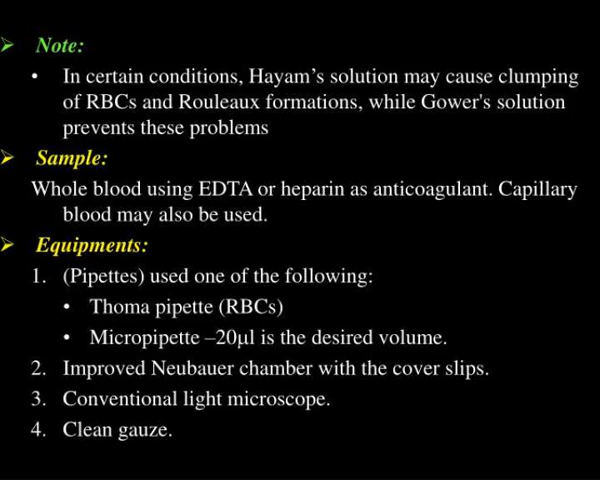 ➢ Note:
• In certain conditions, Hayam’s solution may cause clumping
of RBCs and Rouleaux formations, while Gower's solution
prevents these problems
➢ Sample:
Whole blood using EDTA or heparin as anticoagulant. Capillary
blood may also be used.
➢ Equipments:
1. (Pipettes) used one of the following:
• Thoma pipette (RBCs)
• Micropipette –20μl is the desired volume.
2. Improved Neubauer chamber with the cover slips.
3. Conventional light microscope.
4. Clean gauze.